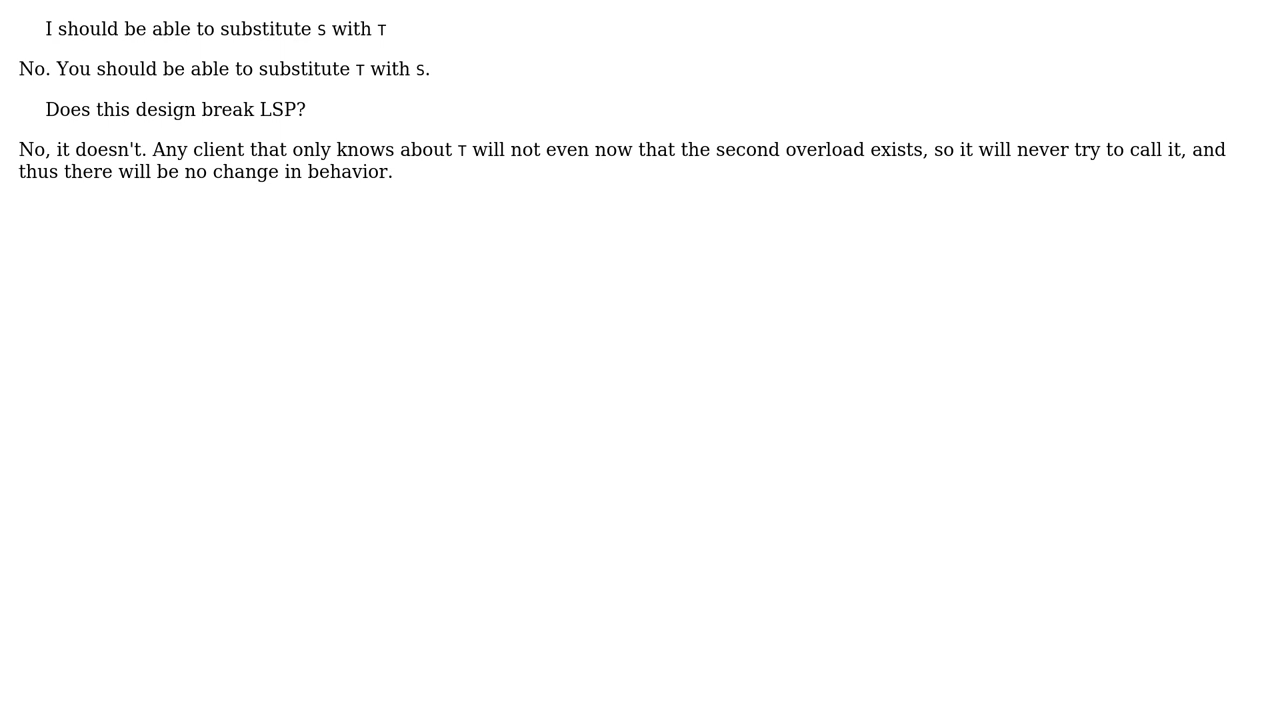 I should be able to substitute S with T
No. You should be able to substitute T with S.
Does this design break LSP?
No, it doesn't. Any client that only knows about T will not even now that the second overload exists, so it will never try to call it, and
thus there will be no change in behavior.